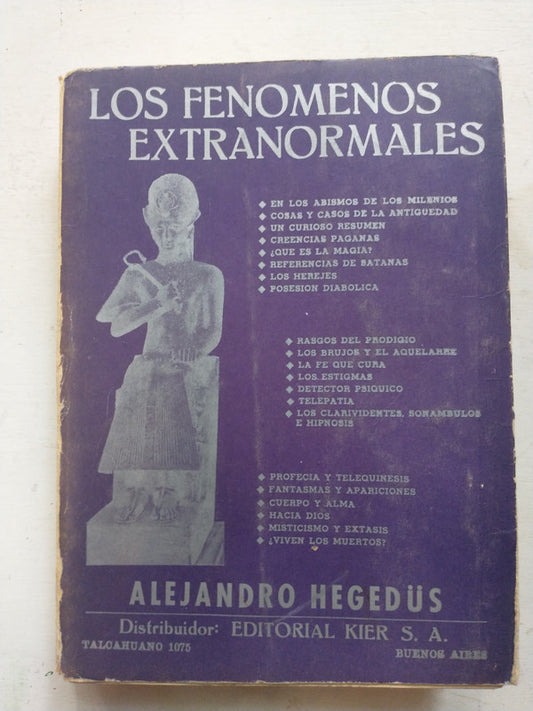 LOS FENOMENOS
EXTRANORMALES
◆ EN LOS ABISMOS DE LOS MILENIOS
◆ COSAS Y CASOS DE LA ANTIGUEDAD
◆ UN CURIOSO RESUMEN
◆ CREENCIAS PAGANAS
◆ ¿QUE ES LA MAGIA?
◆ REFERENCIAS DE SATANAS
◆ LOS HEREJES
◆ POSESION DIABOLICA
◆ RASGOS DEL PRODIGIO
◆ LOS BRUJOS Y EL AQUELARRE
◆ LA FE QUE CURA
◆ LOS ESTIGMAS
◆ DETECTOR PSIQUICO
◆ TELEPATIA
◆ LOS CLARIVIDENTES, SONAMBULOS
E HIPNOSIS
◆ PROFECIA Y TELEQUINESIS
◆ FANTASMAS Y APARICIONES
◆ CUERPO Y ALMA
◆ HACIA DIOS
◆ MISTICISMO Y EXTASIS
◆ ¿VIVEN LOS MUERTOS?
ALEJANDRO HEGEDÜS
Distribuidor: EDITORIAL KIER S. A.
TALCAHUANO 1075 BUENOS AIRES